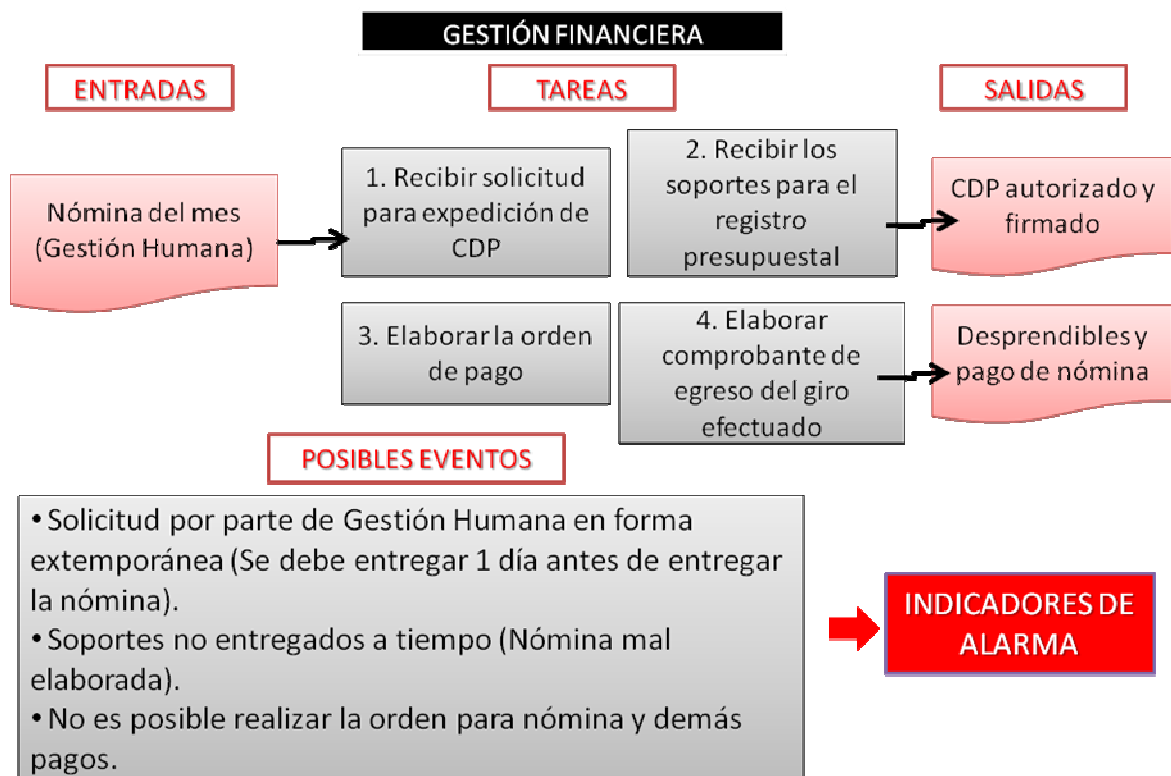 GESTIÓN FINANCIERA
ENTRADAS
TAREAS
SALIDAS
Nómina del mes
(Gestión Humana)
1. Recibir solicitud
para expedición de
CDP
2. Recibir los
soportes para el
registro
presupuestal
CDP autorizado y
firmado
3. Elaborar la orden
de pago
4. Elaborar
comprobante de
egreso del giro
efectuado
Desprendibles y
pago de nómina
POSIBLES EVENTOS
• Solicitud por parte de Gestión Humana en forma
extemporánea (Se debe entregar 1 día antes de entregar
la nómina).
• Soportes no entregados a tiempo (Nómina mal
elaborada).
• No es posible realizar la orden para nómina y demás
pagos.
INDICADORES DE
ALARMA